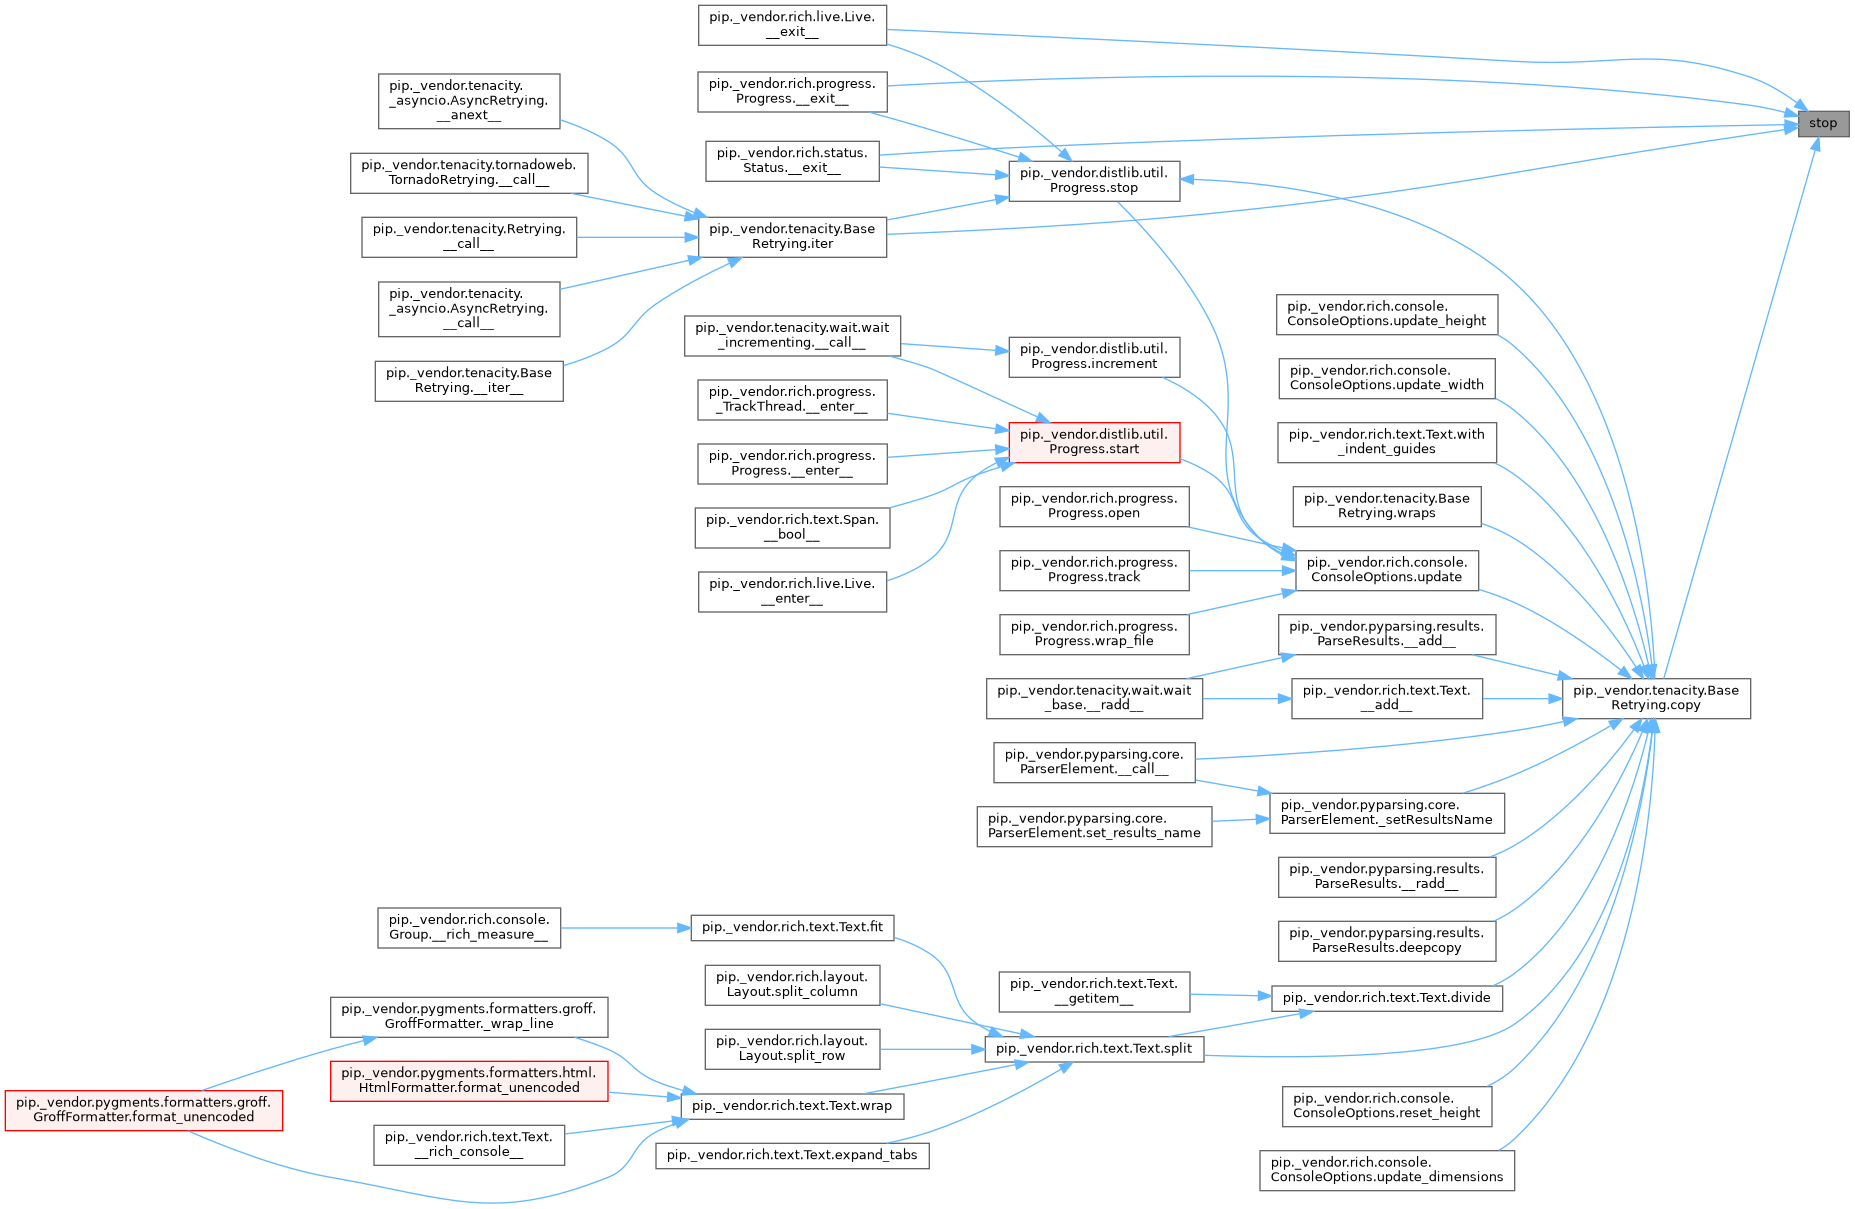 pip._vendor.rich.live.Live.
__exit__
pip._vendor.rich.progress.
Progress.__exit__
pip._vendor.tenacity.
_asyncio.AsyncRetrying.
__anext__
stop
pip._vendor.rich.status.
Status.__exit__
pip._vendor.tenacity.tornadoweb.
TornadoRetrying.__call__
pip._vendor.distlib.util.
Progress.stop
pip._vendor.tenacity.Retrying.
__call__
pip._vendor.tenacity.Base
Retrying.iter
pip._vendor.tenacity.
_asyncio.AsyncRetrying.
__call__
pip._vendor.rich.console.
ConsoleOptions.update_height
pip._vendor.tenacity.wait.wait
_incrementing.__call__
pip._vendor.distlib.util.
Progress.increment
pip._vendor.tenacity.Base
Retrying.__iter__
pip._vendor.rich.console.
ConsoleOptions.update_width
pip._vendor.rich.progress.
_TrackThread.__enter__
pip._vendor.distlib.util.
Progress.start
pip._vendor.rich.text.Text.with
_indent_guides
pip._vendor.rich.progress.
Progress.__enter__
pip._vendor.rich.progress.
Progress.open
pip._vendor.tenacity.Base
Retrying.wraps
pip._vendor.rich.text.Span.
__bool__
pip._vendor.rich.progress.
Progress.track
pip._vendor.rich.console.
ConsoleOptions.update
pip._vendor.rich.live.Live.
__enter__
pip._vendor.rich.progress.
Progress.wrap_file
pip._vendor.pyparsing.results.
ParseResults.__add__
pip._vendor.tenacity.wait.wait
_base.__radd__
pip._vendor.rich.text.Text.
__add__
pip._vendor.tenacity.Base
Retrying.copy
pip._vendor.pyparsing.core.
ParserElement.__call__
pip._vendor.pyparsing.core.
ParserElement._setResultsName
pip._vendor.pyparsing.core.
ParserElement.set_results_name
pip._vendor.pyparsing.results.
ParseResults.__radd__
pip._vendor.rich.console.
Group.__rich_measure__
pip._vendor.rich.text.Text.fit
pip._vendor.pyparsing.results.
ParseResults.deepcopy
pip._vendor.rich.layout.
Layout.split_column
pip._vendor.rich.text.Text.
__getitem__
pip._vendor.rich.text.Text.divide
pip._vendor.pygments.formatters.groff.
GroffFormatter._wrap_line
pip._vendor.rich.layout.
Layout.split_row
pip._vendor.rich.text.Text.split
pip._vendor.pygments.formatters.html.
HtmlFormatter.format_unencoded
pip._vendor.pygments.formatters.groff.
GroffFormatter.format_unencoded
pip._vendor.rich.text.Text.wrap
pip._vendor.rich.console.
ConsoleOptions.reset_height
pip._vendor.rich.text.Text.
__rich_console__
pip._vendor.rich.text.Text.expand_tabs
pip._vendor.rich.console.
ConsoleOptions.update_dimensions